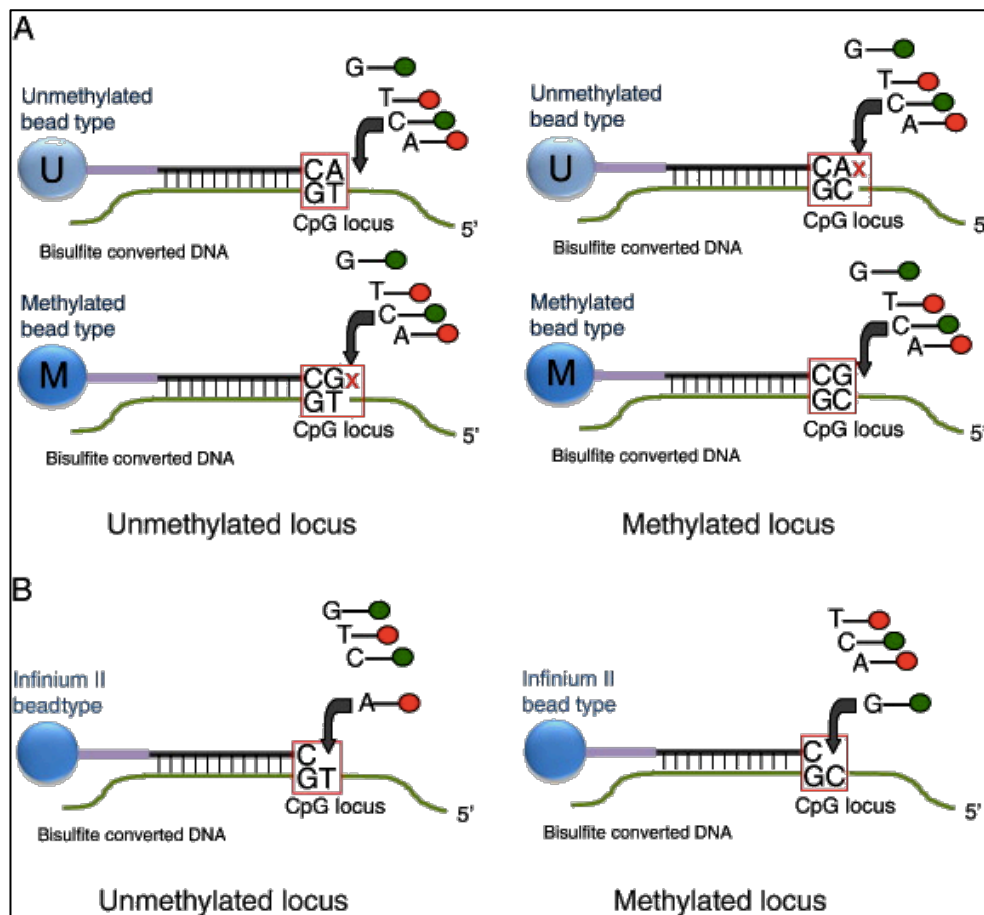 A
Unmethylated
bead type
U
G
T
C
A
CA
GT
CpG locus
5'
Bisulfite converted DNA
Unmethylated
bead type
U
G
T
C
A
CAx
GC
CpG locus
5'
Bisulfite converted DNA
Methylated
bead type
M
G
T
C
A
CGx
GT
CpG locus
5'
Bisulfite converted DNA
Methylated
bead type
M
G
T
C
A
CG
GC
CpG locus
5'
Bisulfite converted DNA
Unmethylated locus
Methylated locus
B
Infinium II
beadtype
G
T
C
A
C
GT
CpG locus
5'
Bisulfite converted DNA
Infinium II
bead type
T
C
A
G
C
GC
CpG locus
5'
Bisulfite converted DNA
Unmethylated locus
Methylated locus